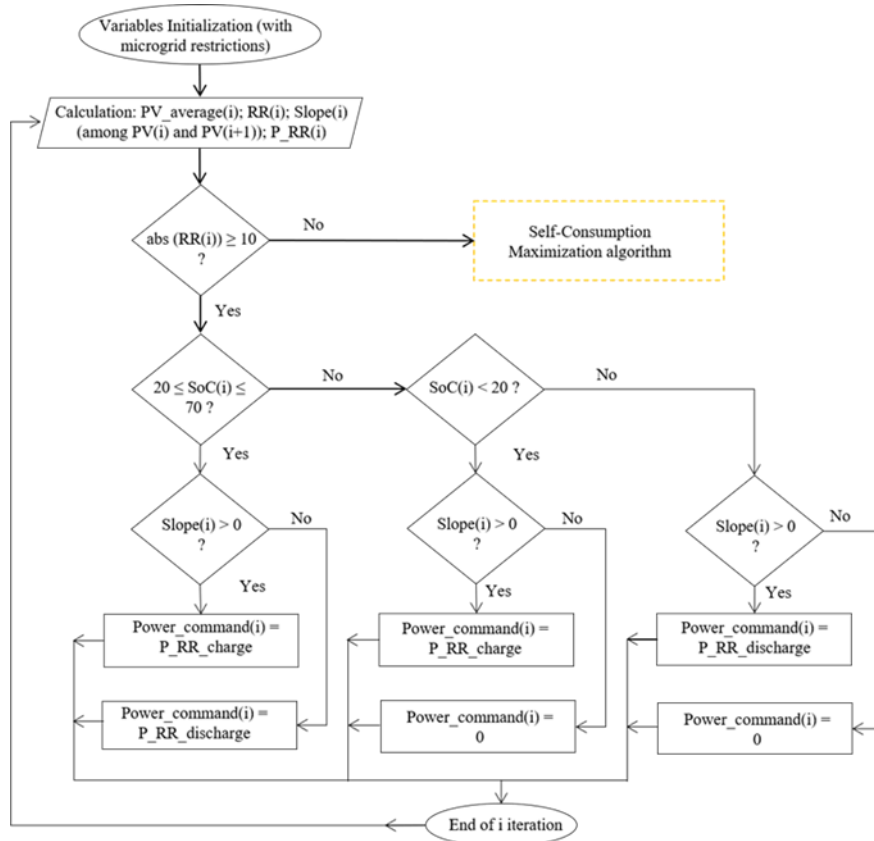 Variables Initialization (with
microgrid restrictions)
Calculation: PV_average(i); RR(i); Slope(i)
(among PV(i) and PV(i+1)); P_RR(i)
abs (RR(i)) ≥ 10
?
No
Self-Consumption
Maximization algorithm
Yes
20 ≤ SoC(i) ≤
70 ?
No
SoC(i) < 20 ?
No
Yes
Yes
Slope(i) > 0
?
No
Slope(i) > 0
?
No
Slope(i) > 0
?
No
Yes
Yes
Yes
Power_command(i) =
P_RR_charge
Power_command(i) =
P_RR_charge
Power_command(i) =
P_RR_discharge
Power_command(i) =
P_RR_discharge
Power_command(i) =
0
Power_command(i) =
0
End of i iteration